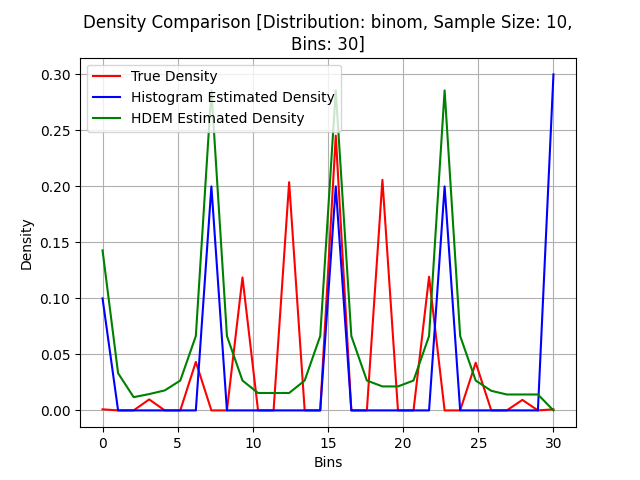 Density Comparison [Distribution: binom, Sample Size: 10,
Bins: 30]
True Density
Histogram Estimated Density
HDEM Estimated Density
0.30
0.25
0.20
0.15
0.10
0.05
0.00
Density
0 5 10 15 20 25 30
Bins